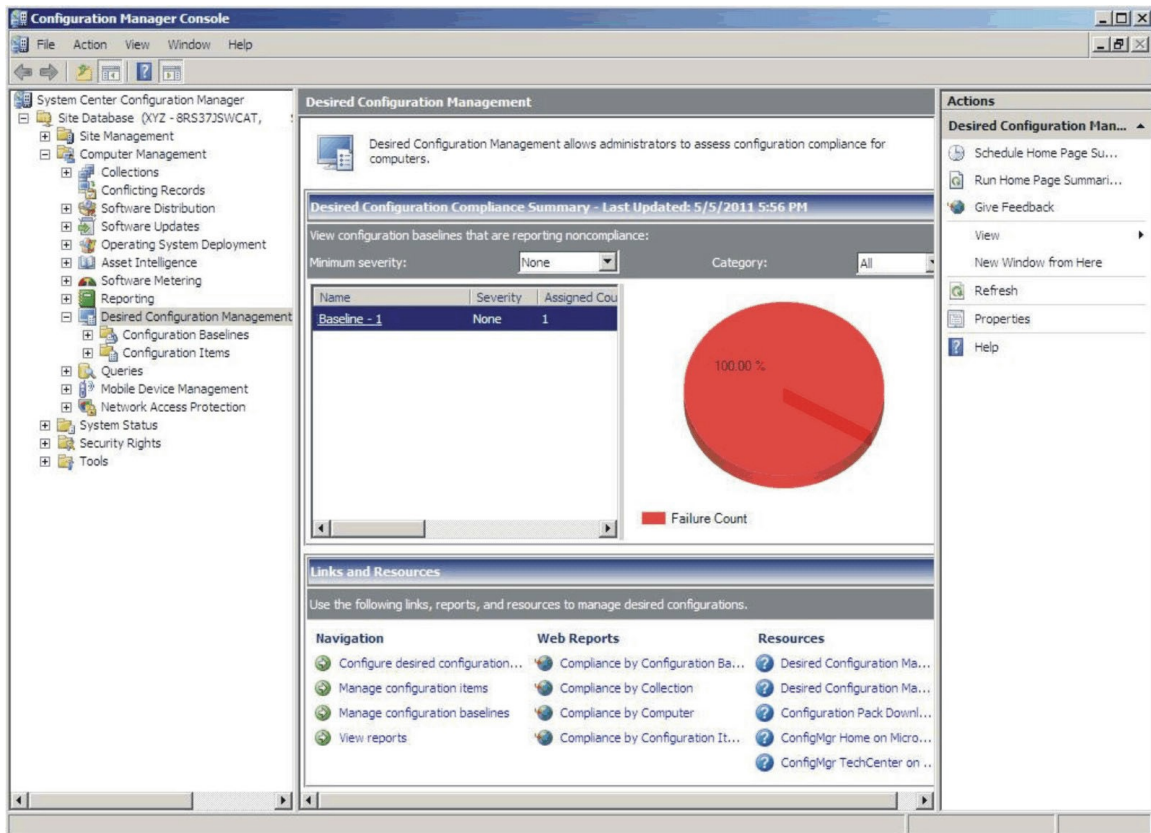 Configuration Manager Console
File Action View Window Help
System Center Configuration Manager
Site Database (XYZ - 8RS37JSWCAT,
Site Management
Computer Management
Collections
Conflicting Records
Software Distribution
Software Updates
Operating System Deployment
Asset Intelligence
Software Metering
Reporting
Desired Configuration Management
Configuration Baselines
Configuration Items
Queries
Mobile Device Management
Network Access Protection
System Status
Security Rights
Tools
Desired Configuration Management
Desired Configuration Management allows administrators to assess configuration compliance for
computers.
Desired Configuration Compliance Summary - Last Updated: 5/5/2011 5:56 PM
View configuration baselines that are reporting noncompliance:
Minimum severity: None Category: All
Name Severity Assigned Cou
Baseline - 1 None 1
100.00 %
Failure Count
Links and Resources
Use the following links, reports, and resources to manage desired configurations.
Navigation Web Reports Resources
Configure desired configuration... Compliance by Configuration Ba... Desired Configuration Ma...
Manage configuration items Compliance by Collection Desired Configuration Ma...
Manage configuration baselines Compliance by Computer Configuration Pack Downl...
View reports Compliance by Configuration It... ConfigMgr Home on Micro...
ConfigMgr TechCenter on ..
Actions
Desired Configuration Man...
Schedule Home Page Su...
Run Home Page Summari...
Give Feedback
View
New Window from Here
Refresh
Properties
Help